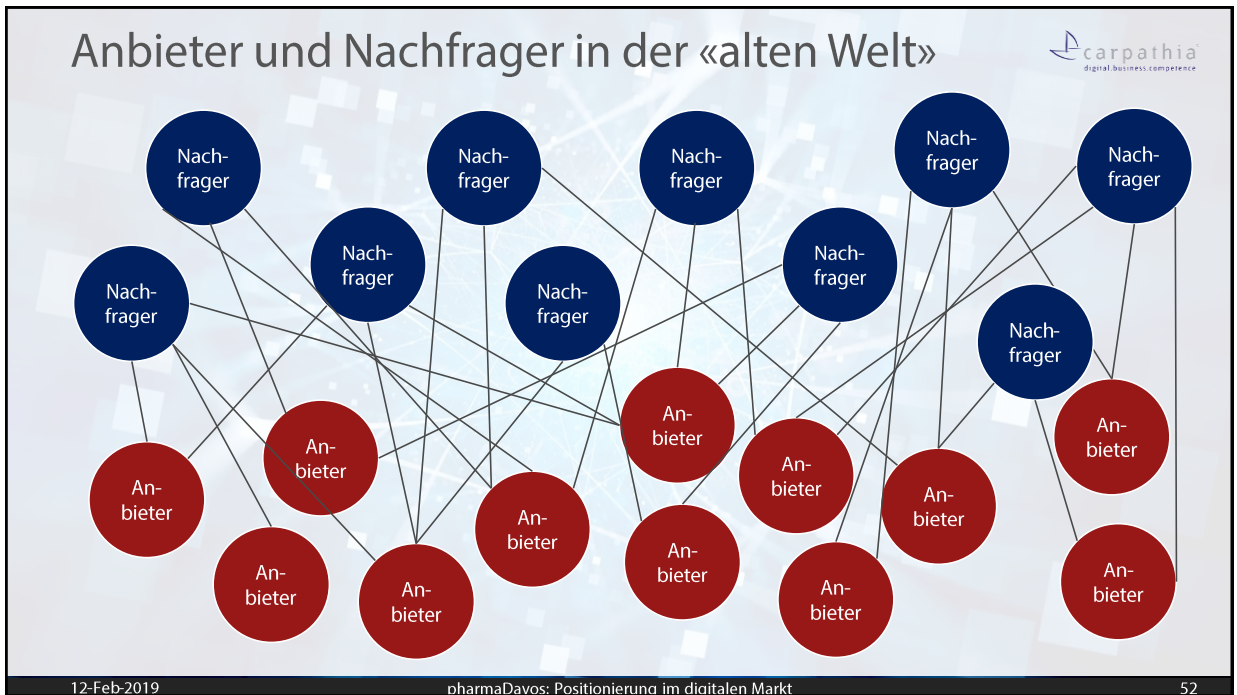 Anbieter und Nachfrager in der «alten Welt»
carpathia
digital.business.competence
Nach-
frager
Nach-
frager
Nach-
frager
Nach-
frager
Nach-
frager
Nach-
frager
Nach-
frager
Nach-
frager
Nach-
frager
Nach-
frager
An-
bieter
An-
bieter
An-
bieter
An-
bieter
An-
bieter
An-
bieter
An-
bieter
An-
bieter
An-
bieter
An-
bieter
An-
bieter
An-
bieter
12-Feb-2019
pharmaDavos: Positionierung im digitalen Markt
52